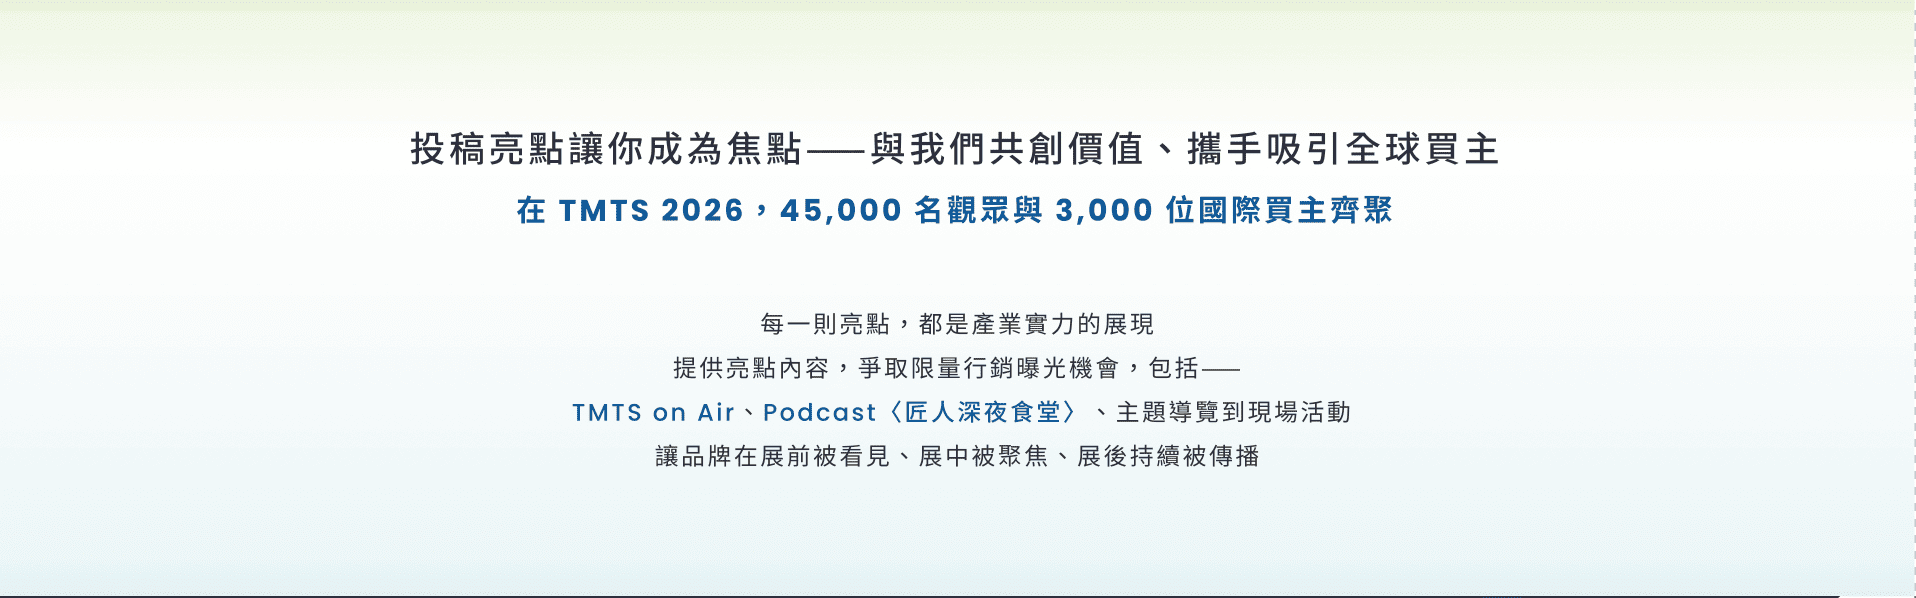 投稿亮點讓你成為焦點——與我們共創價值、攜手吸引全球買主
在 TMTS 2026，45,000 名觀眾與 3,000 位國際買主齊聚
每一則亮點，都是產業實力的展現
提供亮點內容，爭取限量行銷曝光機會，包括——
TMTS on Air、Podcast〈匠人深夜食堂〉、主題導覽到現場活動
讓品牌在展前被看見、展中被聚焦、展後持續被傳播